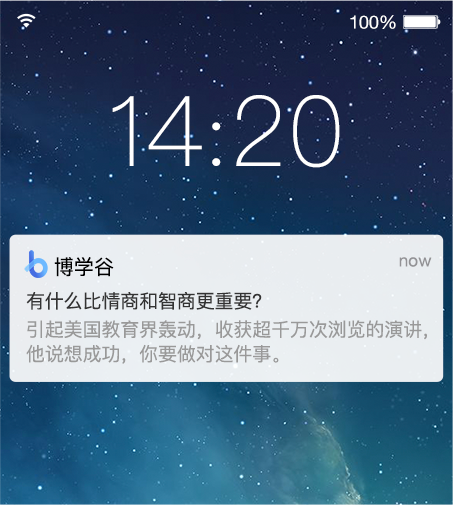 100%
14:20
博学谷
now
有什么比情商和智商更重要?
引起美国教育界轰动，收获超千万次浏览的演讲，
他说想成功，你要做对这件事。